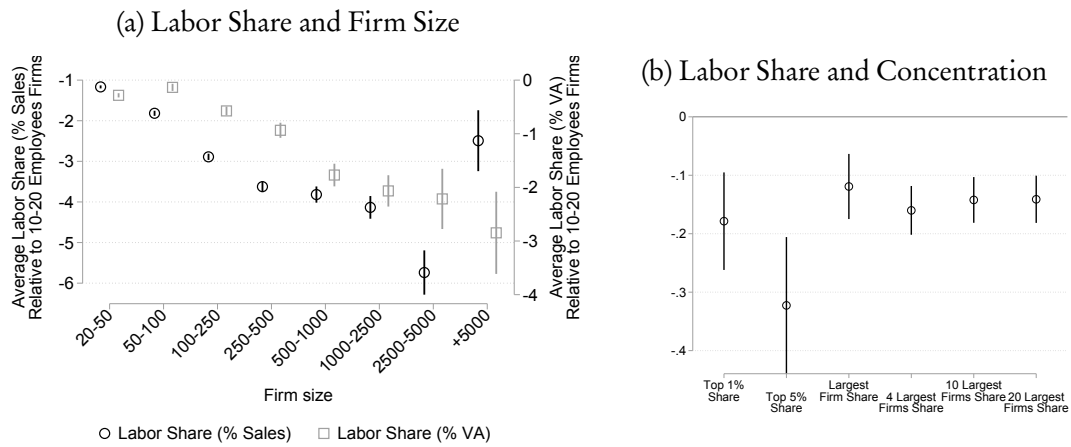 (a) Labor Share and Firm Size
Average Labor Share (% Sales)
Relative to 10-20 Employees Firms
-1
-2
-3
-4
-5
-6
0
-1
-2
-3
-4
Average Labor Share (% VA)
Relative to 10-20 Employees Firms
20-50
50-100
100-250
250-500
500-1000
1000-2500
2500-5000
+5000
Firm size
Labor Share (% Sales)
Labor Share (% VA)
(b) Labor Share and Concentration
0
-.1
-.2
-.3
-.4
Top 1%
Share
Top 5%
Share
Largest
Firm Share
4 Largest
Firms Share
10 Largest
Firms Share
20 Largest
Firms Share